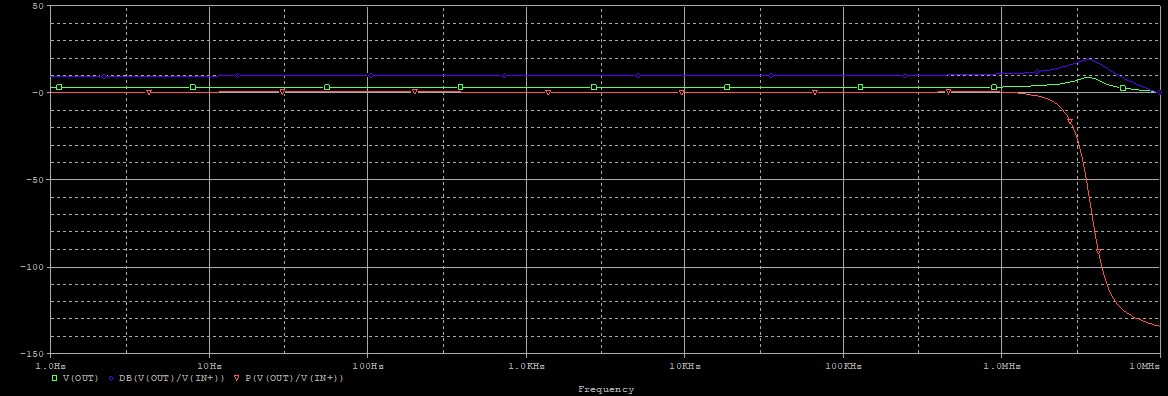 50
-0
-50
-100
-150
1.0Hz 10Hz 100Hz 1.0KHz 10KHz 100KHz 1.0MHz 10MHz
V(OUT) DB(V(OUT)/V(IN+)) P(V(OUT)/V(IN+))
Frequency